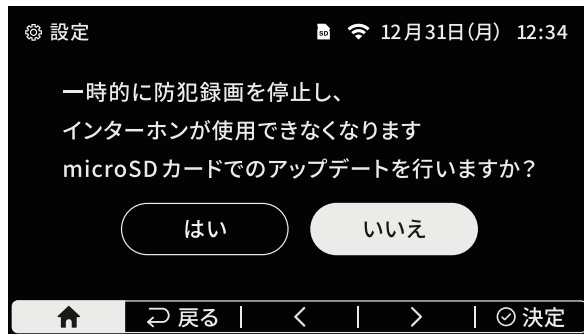 設定 12月31日(月) 12:34
一時的に防犯録画を停止し、
インターホンが使用できなくなります
microSDカードでのアップデートを行いますか?
はい いいえ
戻る 決定